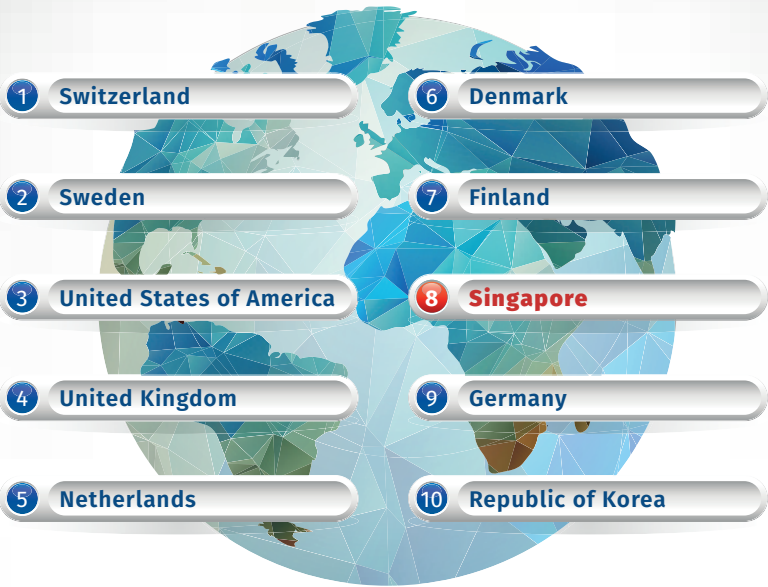 1 Switzerland
2 Sweden
3 United States of America
4 United Kingdom
5 Netherlands
6 Denmark
7 Finland
8 Singapore
9 Germany
10 Republic of Korea